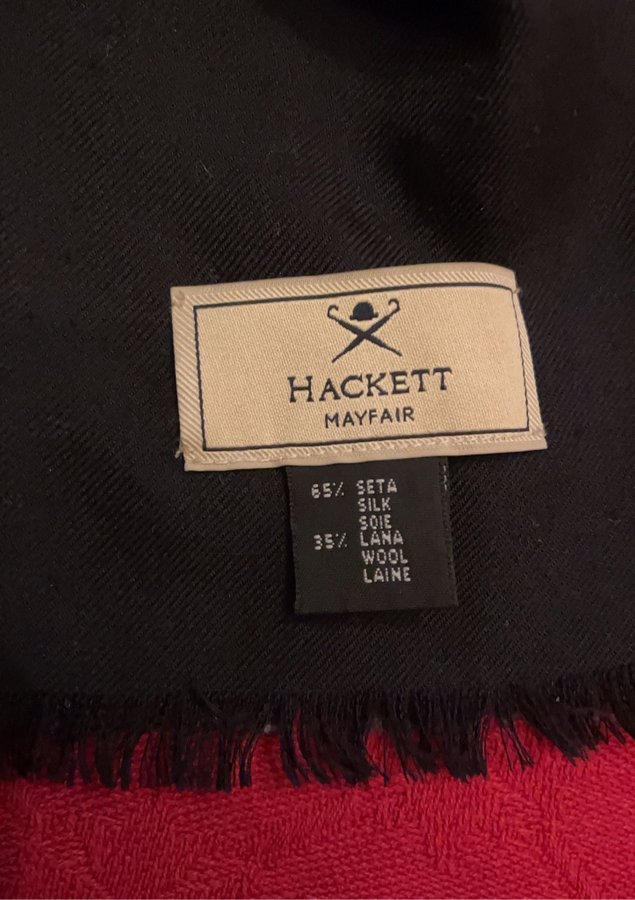 HACKETT
MAYFAIR
65% SETA
SILK
SOIE
35% LANA
WOOL
LAINE